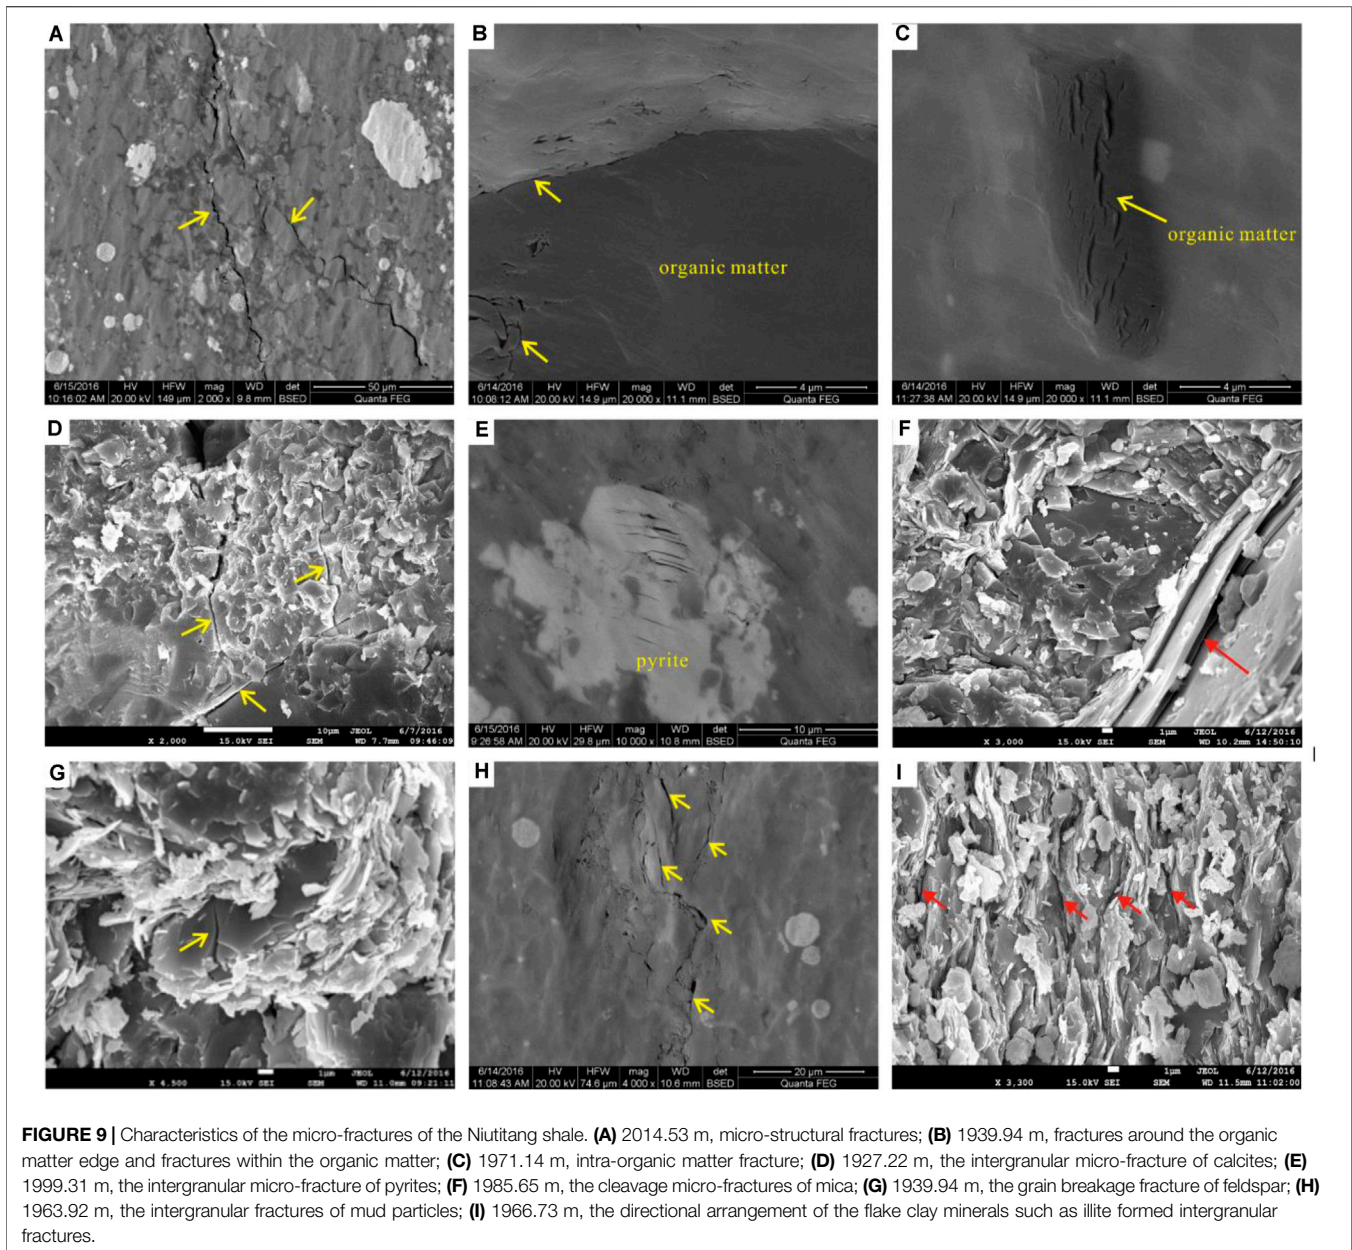 A
6/15/2016 HV HFW mag WD det 50 µm
10:16:02 AM 20.00 kV 149 µm 2 000 x 9.8 mm BSED Quanta FEG
B
organic matter
6/14/2016 HV HFW mag WD det 4 µm
10:08:12 AM 20.00 kV 14.9 µm 20 000 x 11.1 mm BSED Quanta FEG
C
organic matter
6/14/2016 HV HFW mag WD det 4 µm
11:27:38 AM 20.00 kV 14.9 µm 20 000 x 11.1 mm BSED Quanta FEG
D
10µm JEOL 6/7/2016
X 2,000 15.0kV SEI SEM WD 7.7mm 09:46:09
E
pyrite
6/15/2016 HV HFW mag WD det 10 µm
9:26:58 AM 20.00 kV 29.8 µm 10 000 x 10.8 mm BSED Quanta FEG
F
1µm JEOL 6/12/2016
X 3,000 15.0kV SEI SEM WD 10.2mm 14:50:10
G
1µm JEOL 6/12/2016
X 4,500 15.0kV SEI SEM WD 11.0mm 09:21:11
H
6/14/2016 HV HFW mag WD det 20 µm
11:08:43 AM 20.00 kV 74.6 µm 4 000 x 10.6 mm BSED Quanta FEG
I
1µm JEOL 6/12/2016
X 3,300 15.0kV SEI SEM WD 11.5mm 11:02:00
FIGURE 9 | Characteristics of the micro-fractures of the Niutitang shale. (A) 2014.53 m, micro-structural fractures; (B) 1939.94 m, fractures around the organic
matter edge and fractures within the organic matter; (C) 1971.14 m, intra-organic matter fracture; (D) 1927.22 m, the intergranular micro-fracture of calcites; (E)
1999.31 m, the intergranular micro-fracture of pyrites; (F) 1985.65 m, the cleavage micro-fractures of mica; (G) 1939.94 m, the grain breakage fracture of feldspar; (H)
1963.92 m, the intergranular fractures of mud particles; (I) 1966.73 m, the directional arrangement of the flake clay minerals such as illite formed intergranular
fractures.